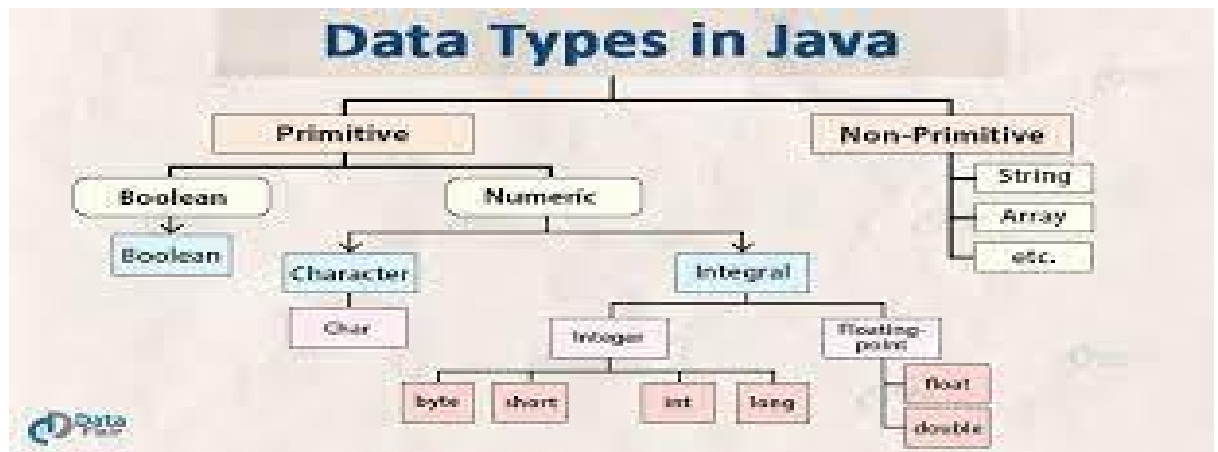 Data Types in Java
Primitive
Non-Primitive
Boolean
Numeric
String
Array
etc.
Boolean
Character
Integral
Char
Integer
Floating-
point
byte
short
int
long
float
double
Data